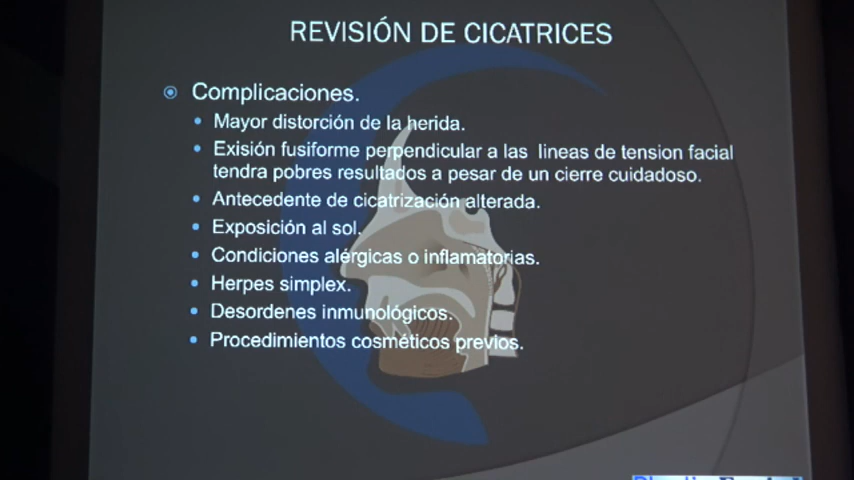 REVISIÓN DE CICATRICES
Complicaciones.
Mayor distorción de la herida.
Exisión fusiforme perpendicular a las lineas de tension facial
tendra pobres resultados a pesar de un cierre cuidadoso.
Antecedente de cicatrización alterada.
Exposición al sol.
Condiciones alérgicas o inflamatorias.
Herpes simplex.
Desordenes inmunológicos.
Procedimientos cosméticos previos.